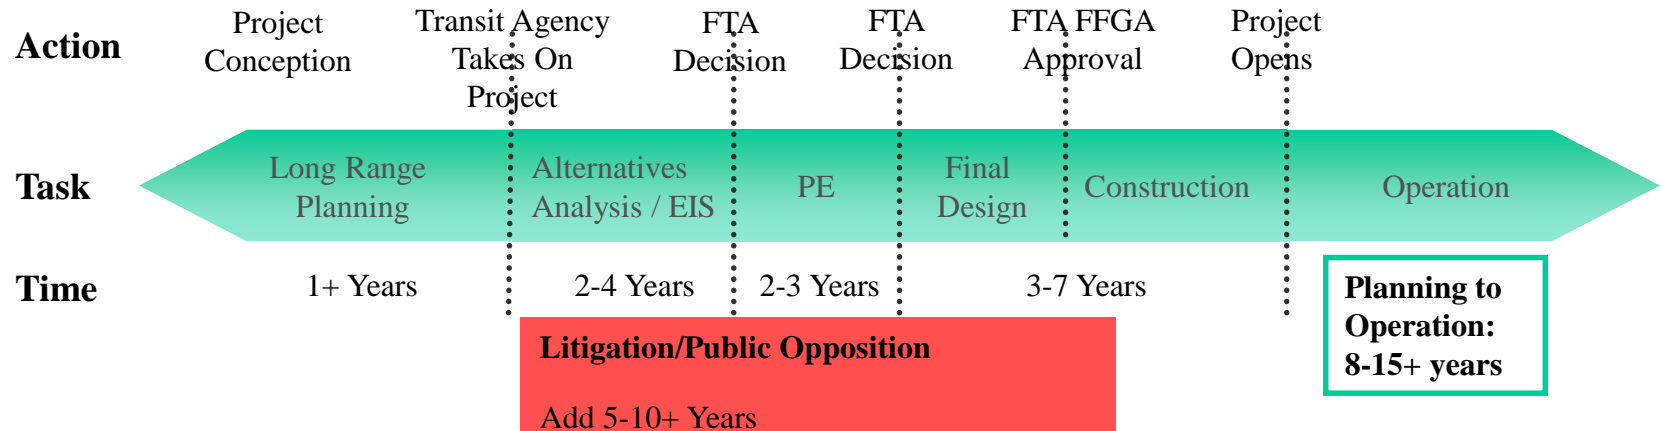 Action
Project
Conception
Transit Agency
Takes On
Project
FTA
Decision
FTA
Decision
FTA FFGA
Approval
Project
Opens
Task
Long Range
Planning
Alternatives
Analysis / EIS
PE
Final
Design
Construction
Operation
Time
1+ Years
2-4 Years
2-3 Years
3-7 Years
Planning to
Operation:
8-15+ years
Litigation/Public Opposition
Add 5-10+ Years